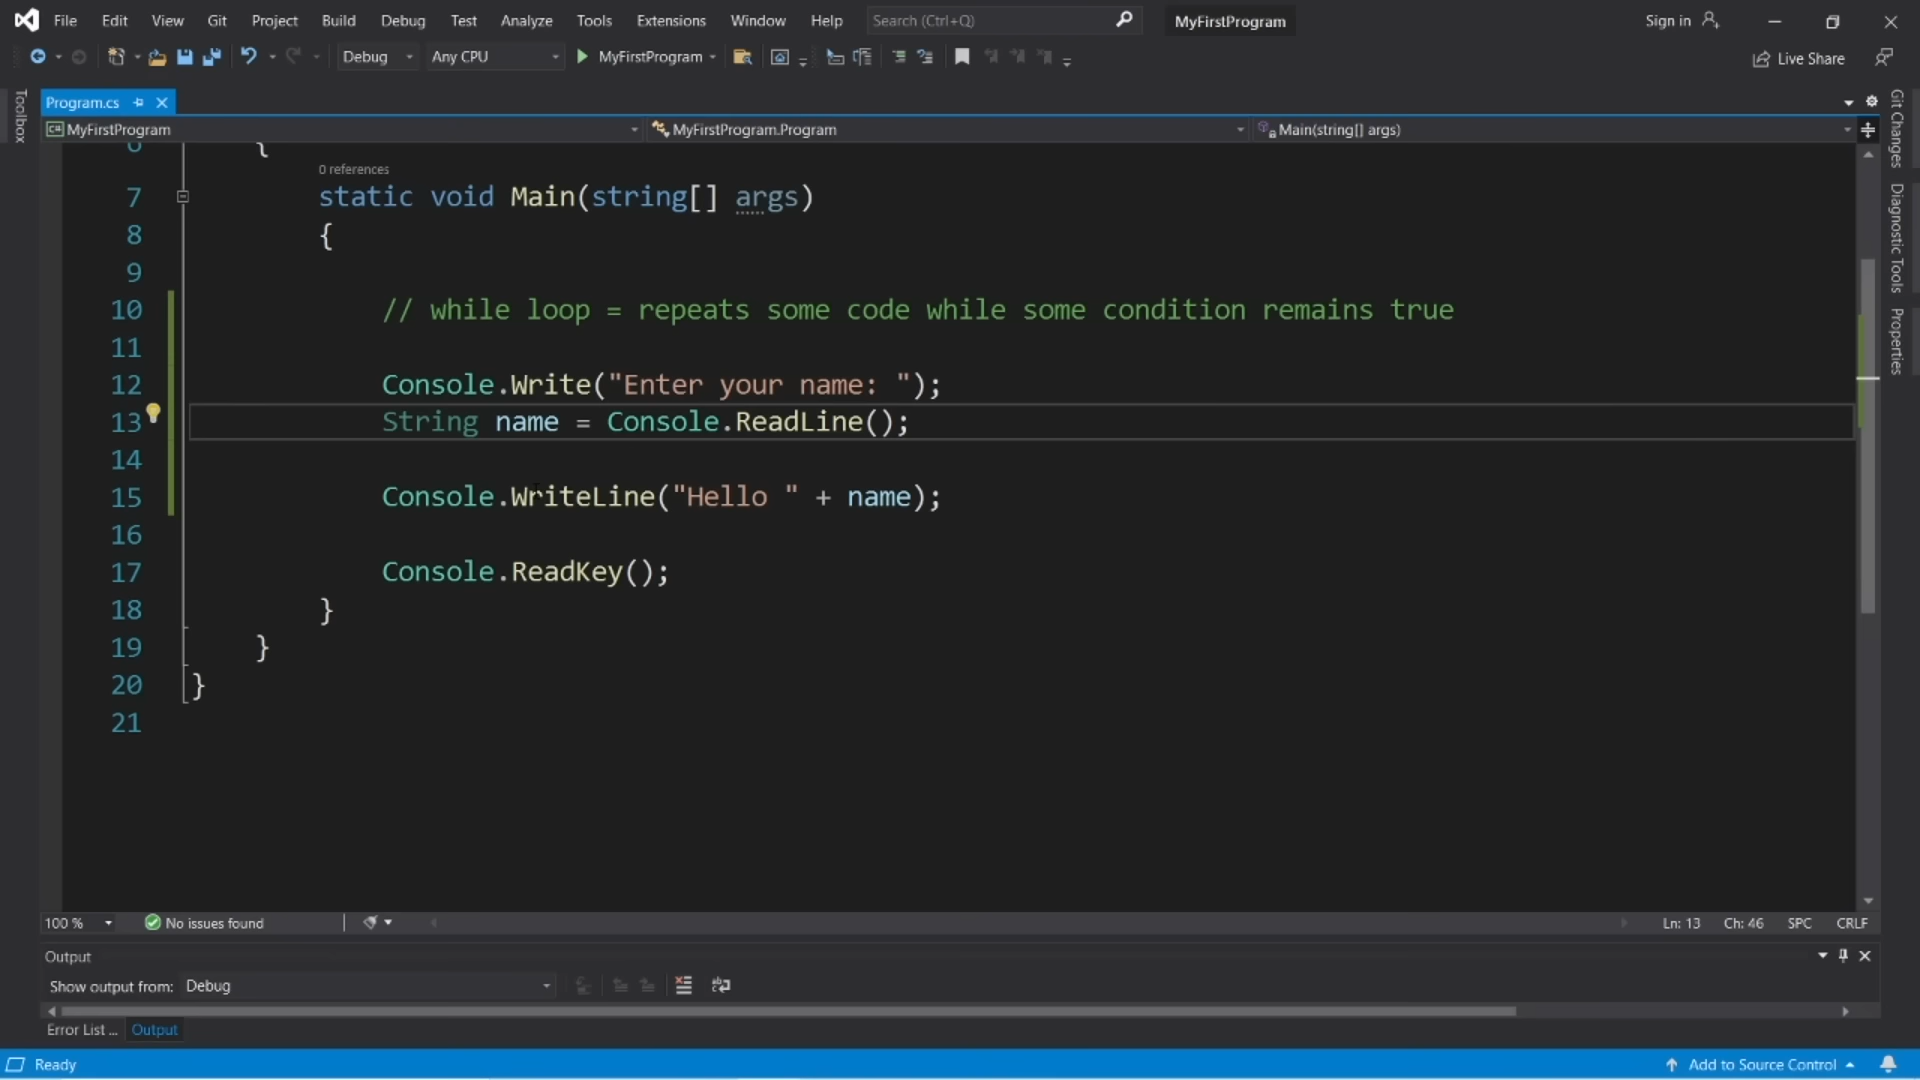 File Edit View Git Project Build Debug Test Analyze Tools Extensions Window Help Search (Ctrl+Q) MyFirstProgram Sign in
Debug Any CPU MyFirstProgram Live Share
Toolbox
Program.cs
MyFirstProgram MyFirstProgram.Program Main(string[] args)
6 {
0 references
7 static void Main(string[] args)
8 {
9
10 // while loop = repeats some code while some condition remains true
11
12 Console.Write("Enter your name: ");
13 String name = Console.ReadLine();
14
15 Console.WriteLine("Hello " + name);
16
17 Console.ReadKey();
18 }
19 }
20 }
21
Git Changes
Diagnostic Tools
Properties
100 % No issues found Ln: 13 Ch: 46 SPC CRLF
Output
Show output from: Debug
Error List ... Output
Ready Add to Source Control